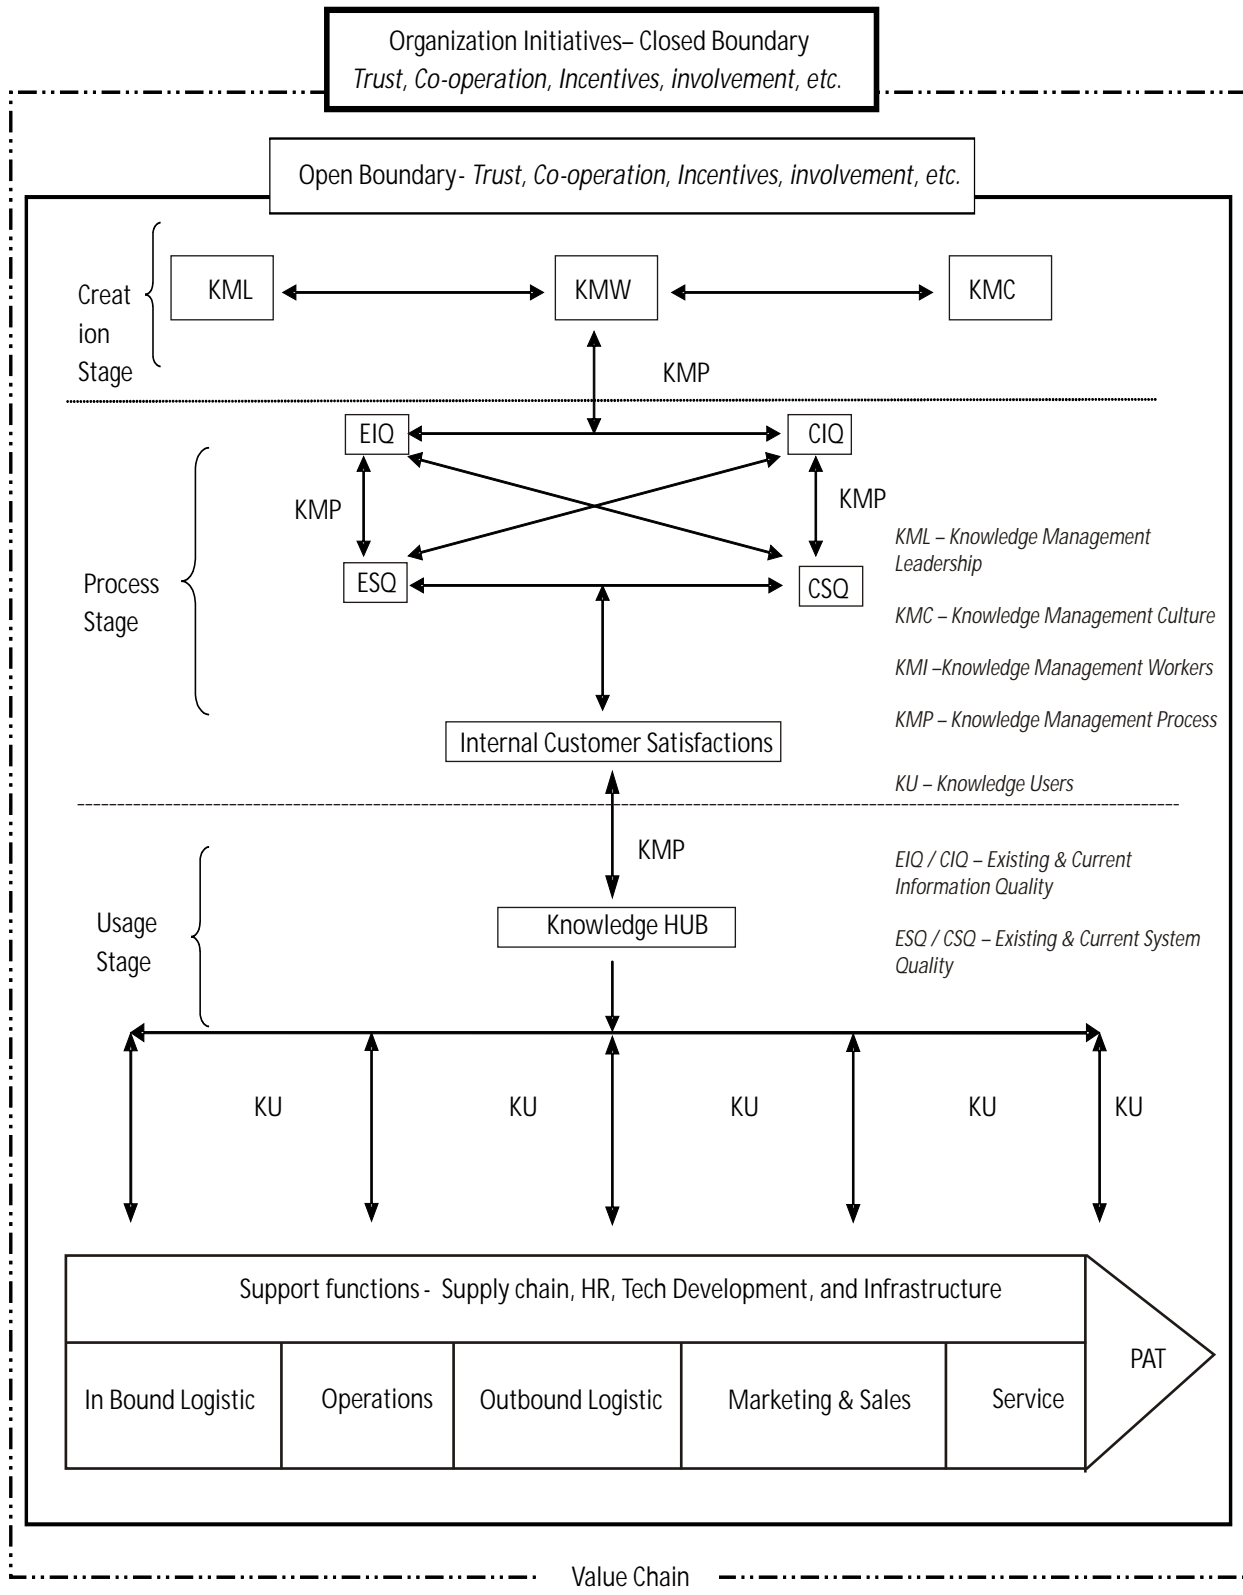 Organization Initiatives– Closed Boundary
Trust, Co-operation, Incentives, involvement, etc.
Open Boundary- Trust, Co-operation, Incentives, involvement, etc.
Creat
ion
Stage
KML
KMW
KMC
KMP
EIQ
CIQ
KMP
KMP
ESQ
CSQ
Process
Stage
Internal Customer Satisfactions
KML – Knowledge Management
Leadership
KMC – Knowledge Management Culture
KMI –Knowledge Management Workers
KMP – Knowledge Management Process
KU – Knowledge Users
KMP
EIQ / CIQ – Existing & Current
Information Quality
Usage
Stage
Knowledge HUB
ESQ / CSQ – Existing & Current System
Quality
KU
KU
KU
KU
KU
Support functions - Supply chain, HR, Tech Development, and Infrastructure
PAT
In Bound Logistic
Operations
Outbound Logistic
Marketing & Sales
Service
Value Chain